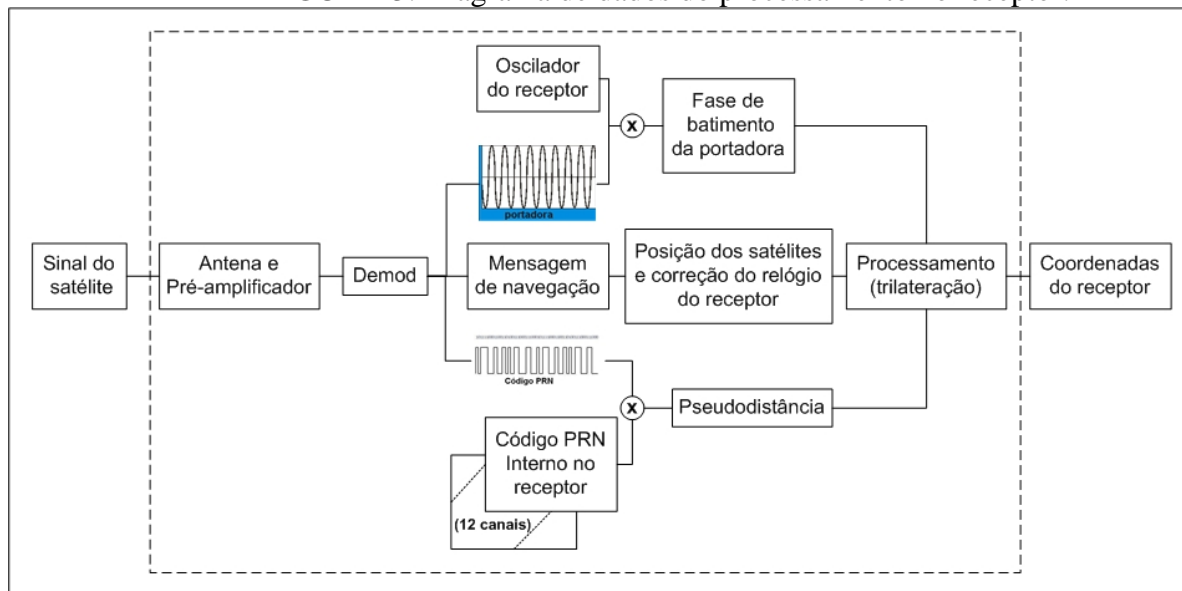 Oscilador
do receptor
X
Fase de
batimento
da portadora
portadora
Sinal do
satélite
Antena e
Pré-amplificador
Demod
Mensagem
de navegação
Posição dos satélites
e correção do relógio
do receptor
Processamento
(trilateração)
Coordenadas
do receptor
Código PRN
X
Pseudodistância
Código PRN
Interno no
receptor
(12 canais)